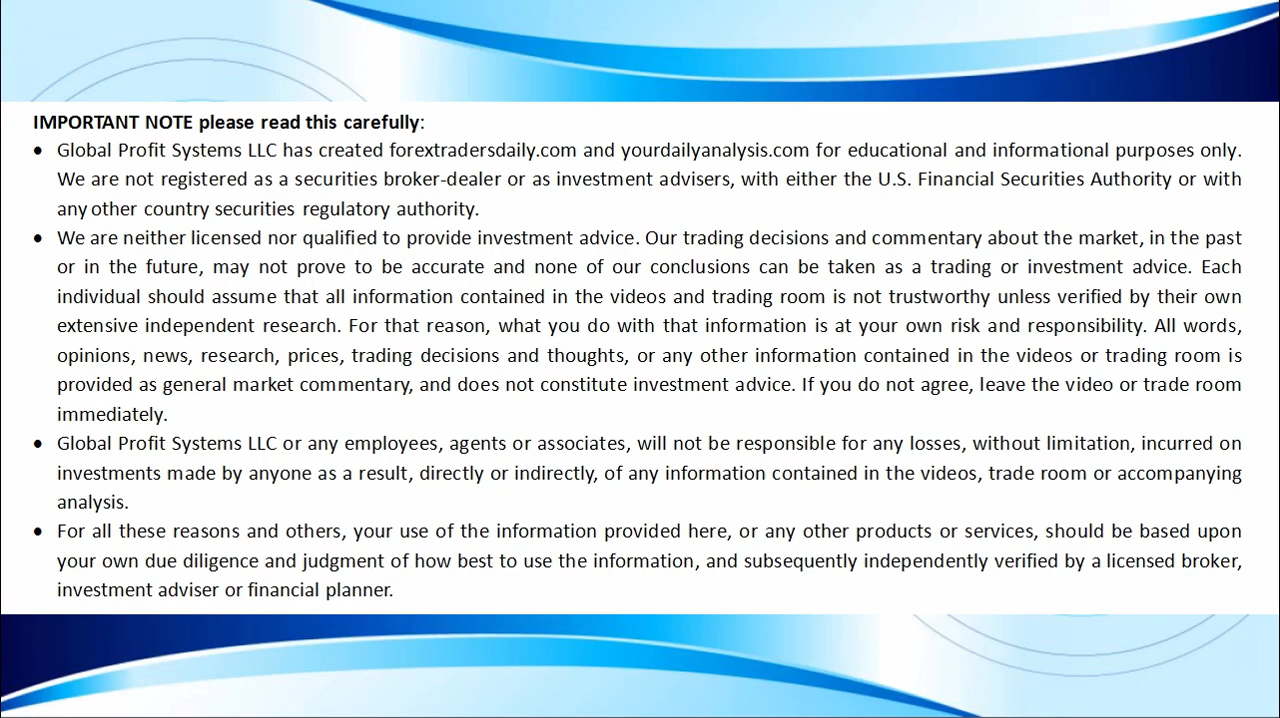 IMPORTANT NOTE please read this carefully:
• Global Profit Systems LLC has created forextradersdaily.com and yourdailyanalysis.com for educational and informational purposes only.
We are not registered as a securities broker-dealer or as investment advisers, with either the U.S. Financial Securities Authority or with
any other country securities regulatory authority.
• We are neither licensed nor qualified to provide investment advice. Our trading decisions and commentary about the market, in the past
or in the future, may not prove to be accurate and none of our conclusions can be taken as a trading or investment advice. Each
individual should assume that all information contained in the videos and trading room is not trustworthy unless verified by their own
extensive independent research. For that reason, what you do with that information is at your own risk and responsibility. All words,
opinions, news, research, prices, trading decisions and thoughts, or any other information contained in the videos or trading room is
provided as general market commentary, and does not constitute investment advice. If you do not agree, leave the video or trade room
immediately.
• Global Profit Systems LLC or any employees, agents or associates, will not be responsible for any losses, without limitation, incurred on
investments made by anyone as a result, directly or indirectly, of any information contained in the videos, trade room or accompanying
analysis.
• For all these reasons and others, your use of the information provided here, or any other products or services, should be based upon
your own due diligence and judgment of how best to use the information, and subsequently independently verified by a licensed broker,
investment adviser or financial planner.